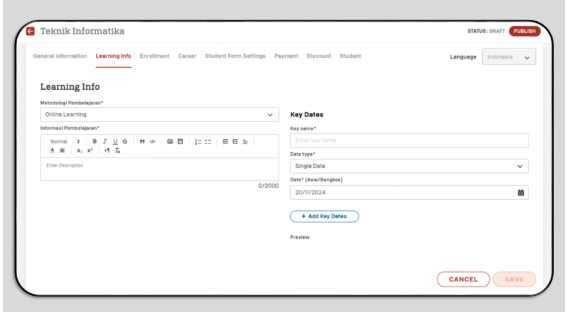 Teknik Informatika
STATUS : DRAFT PUBLISH
General Information Learning Info Enrollment Career Student Form Settings Payment Discount Student
Language Indonesia
Learning Info
Metodologi Pembelajaran*
Online Learning
Informasi Pembelajaran*
Normal
Enter Description
0/2000
Key Dates
Key name*
Enter key name
Date type*
Single Date
Date* (Asia/Bangkok)
20/11/2024
+ Add Key Dates
Preview
CANCEL SAVE